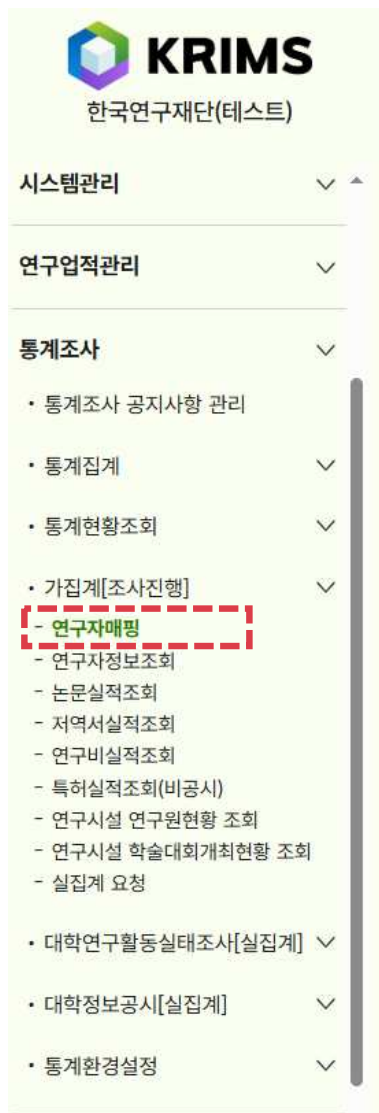 KRIMS
한국연구재단(테스트)
시스템관리
연구업적관리
통계조사
• 통계조사 공지사항 관리
• 통계집계
• 통계현황조회
• 가집계[조사진행]
- 연구자매핑
- 연구자정보조회
- 논문실적조회
- 저역서실적조회
- 연구비실적조회
- 특허실적조회(비공시)
- 연구시설 연구원현황 조회
- 연구시설 학술대회개최현황 조회
- 실집계 요청
• 대학연구활동실태조사[실집계]
• 대학정보공시[실집계]
• 통계환경설정